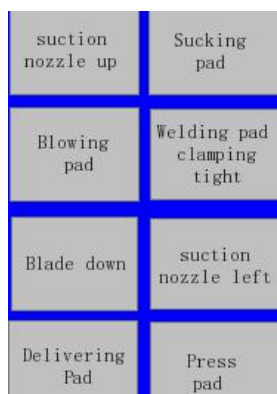 suction
nozzle up
Sucking
pad
Blowing
pad
Welding pad
clamping
tight
Blade down
suction
nozzle left
Delivering
Pad
Press
pad